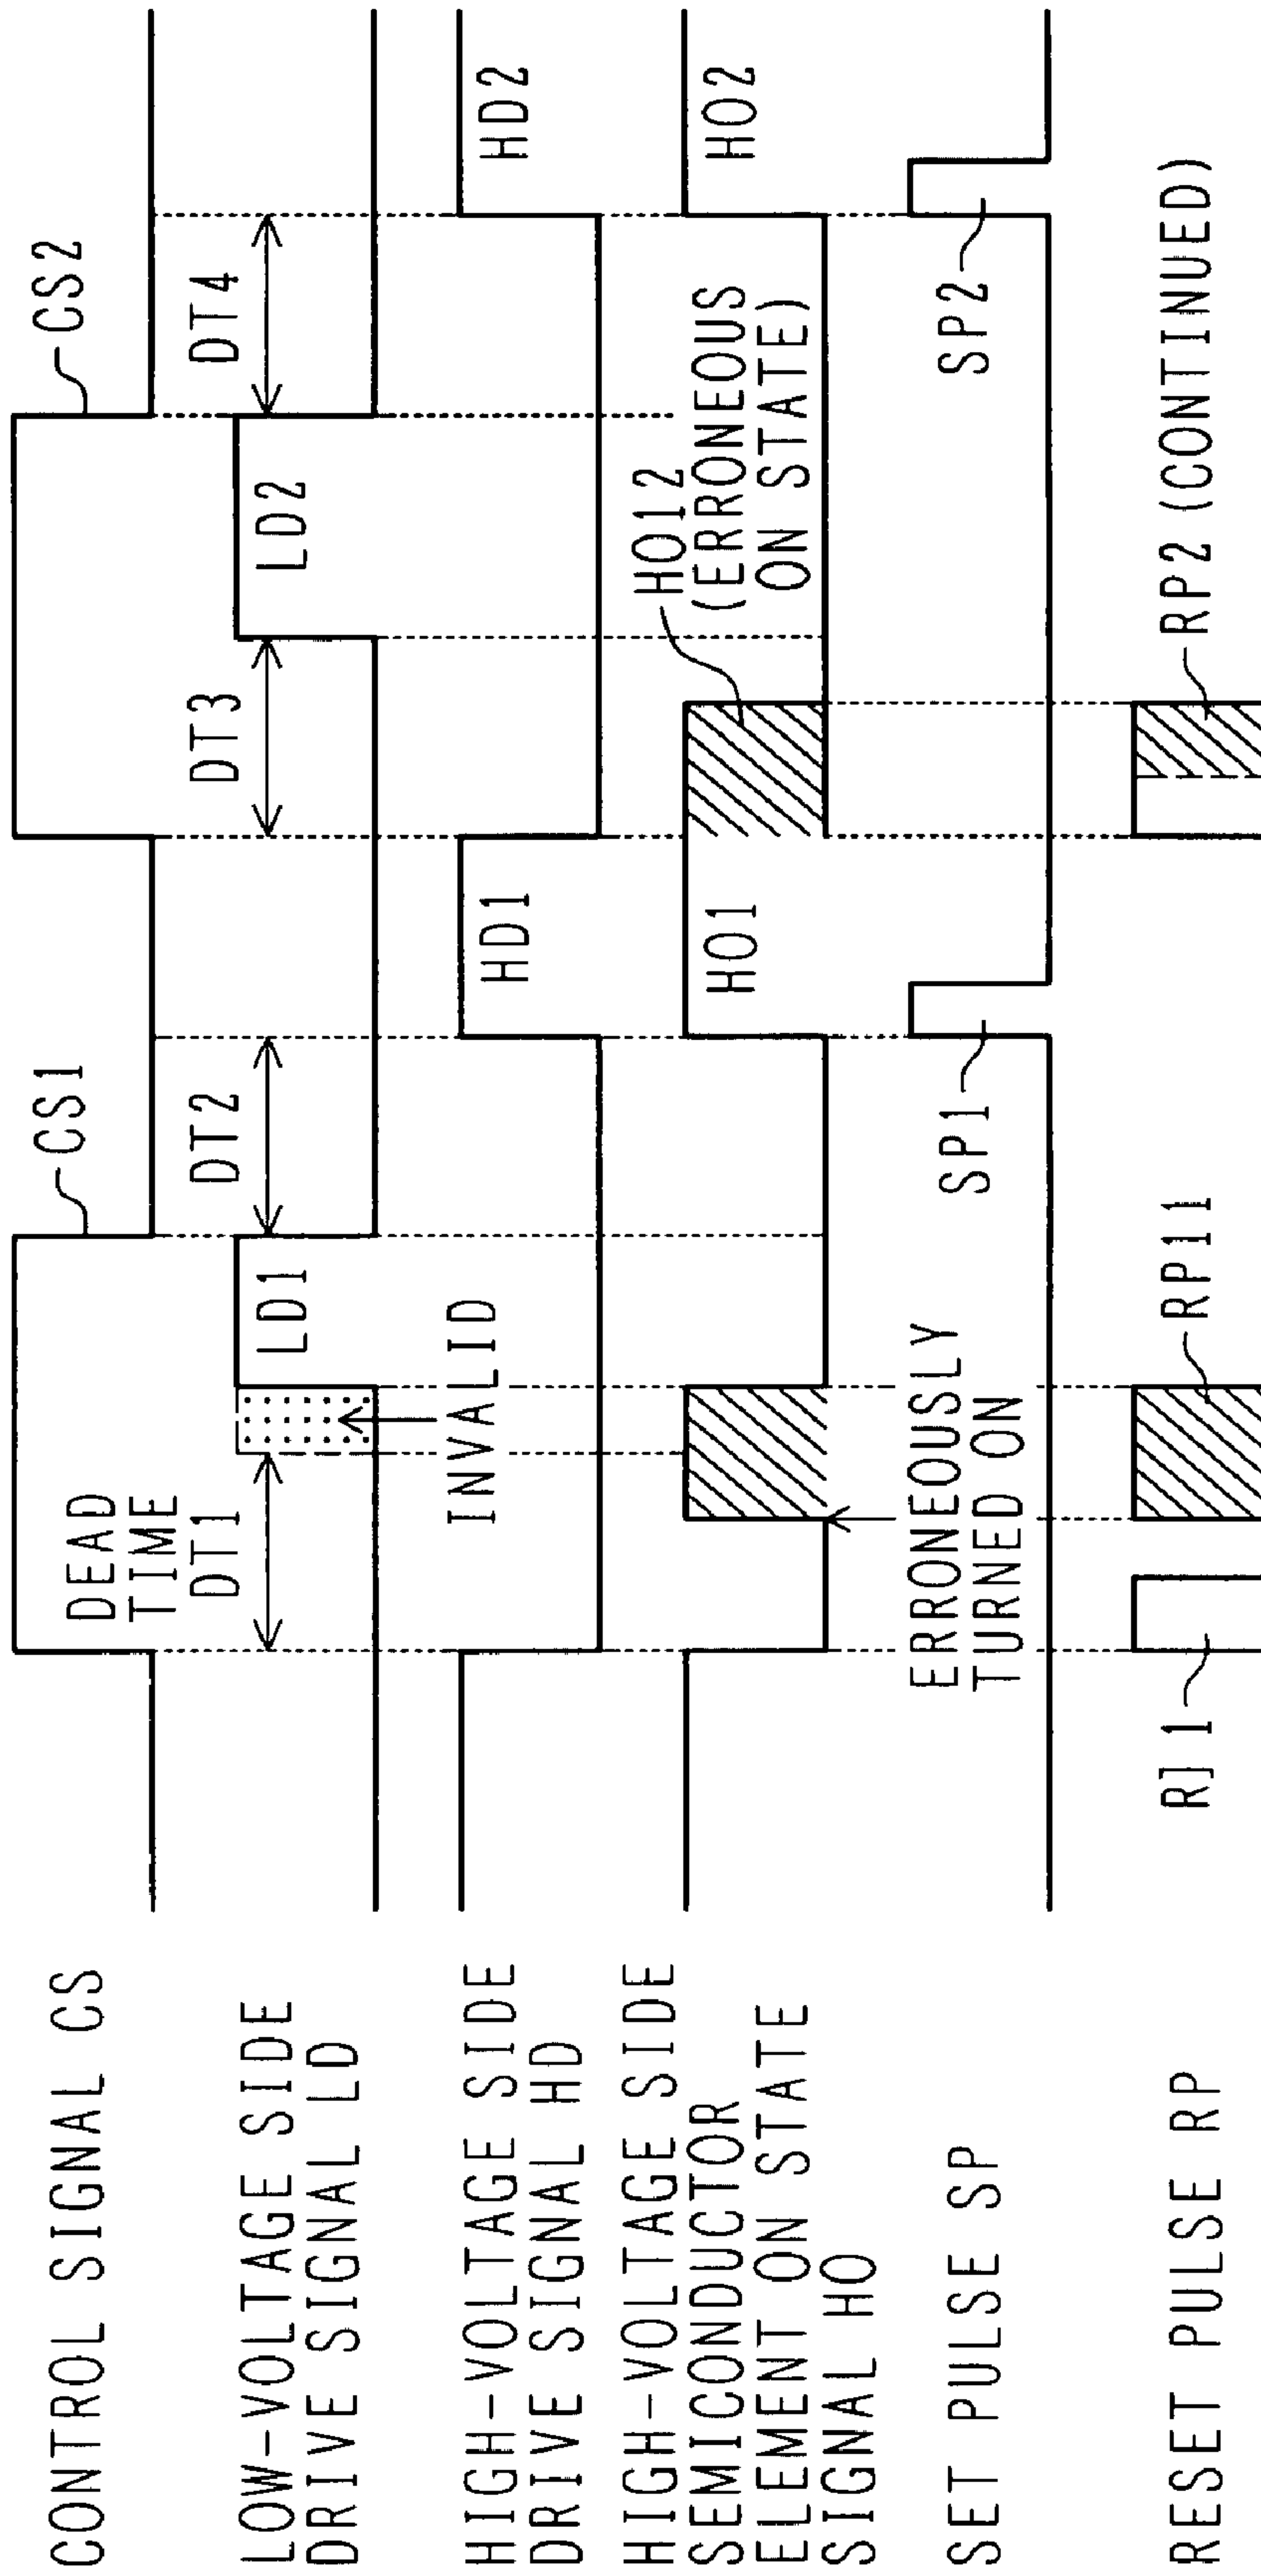 CONTROL SIGNAL CS
CS1
CS2
LOW-VOLTAGE SIDE
DRIVE SIGNAL LD
DEAD
TIME
DT1
DT2
DT3
DT4
LD1
LD2
INVALID
HIGH-VOLTAGE SIDE
DRIVE SIGNAL HD
HD1
HD2
HIGH-VOLTAGE SIDE
SEMICONDUCTOR
ELEMENT ON STATE
SIGNAL HO
HO1
HO12
(ERRONEOUS
ON STATE)
HO2
ERRONEOUSLY
TURNED ON
SET PULSE SP
SP1
SP2
RESET PULSE RP
RP11
RP2 (CONTINUED)